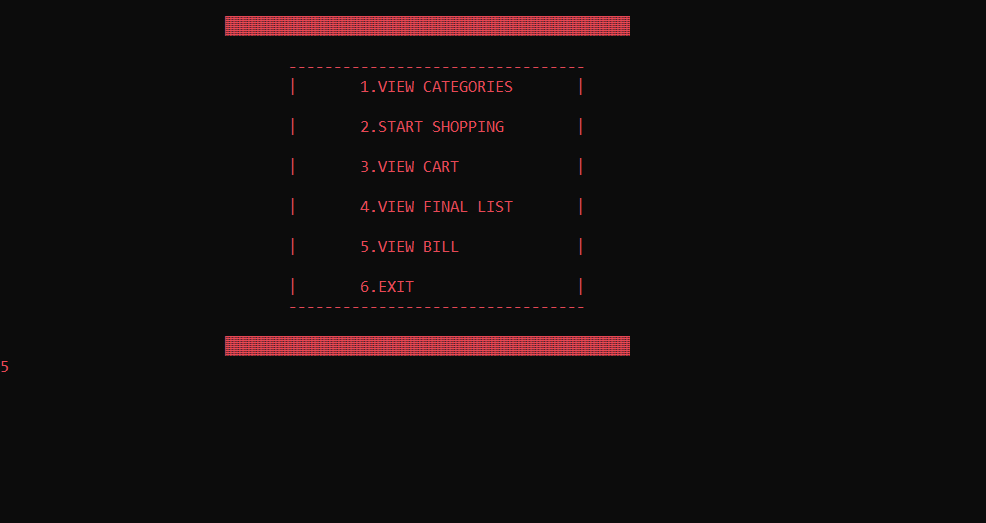 1.VIEW CATEGORIES
2.START SHOPPING
3.VIEW CART
4.VIEW FINAL LIST
5.VIEW BILL
6.EXIT
5